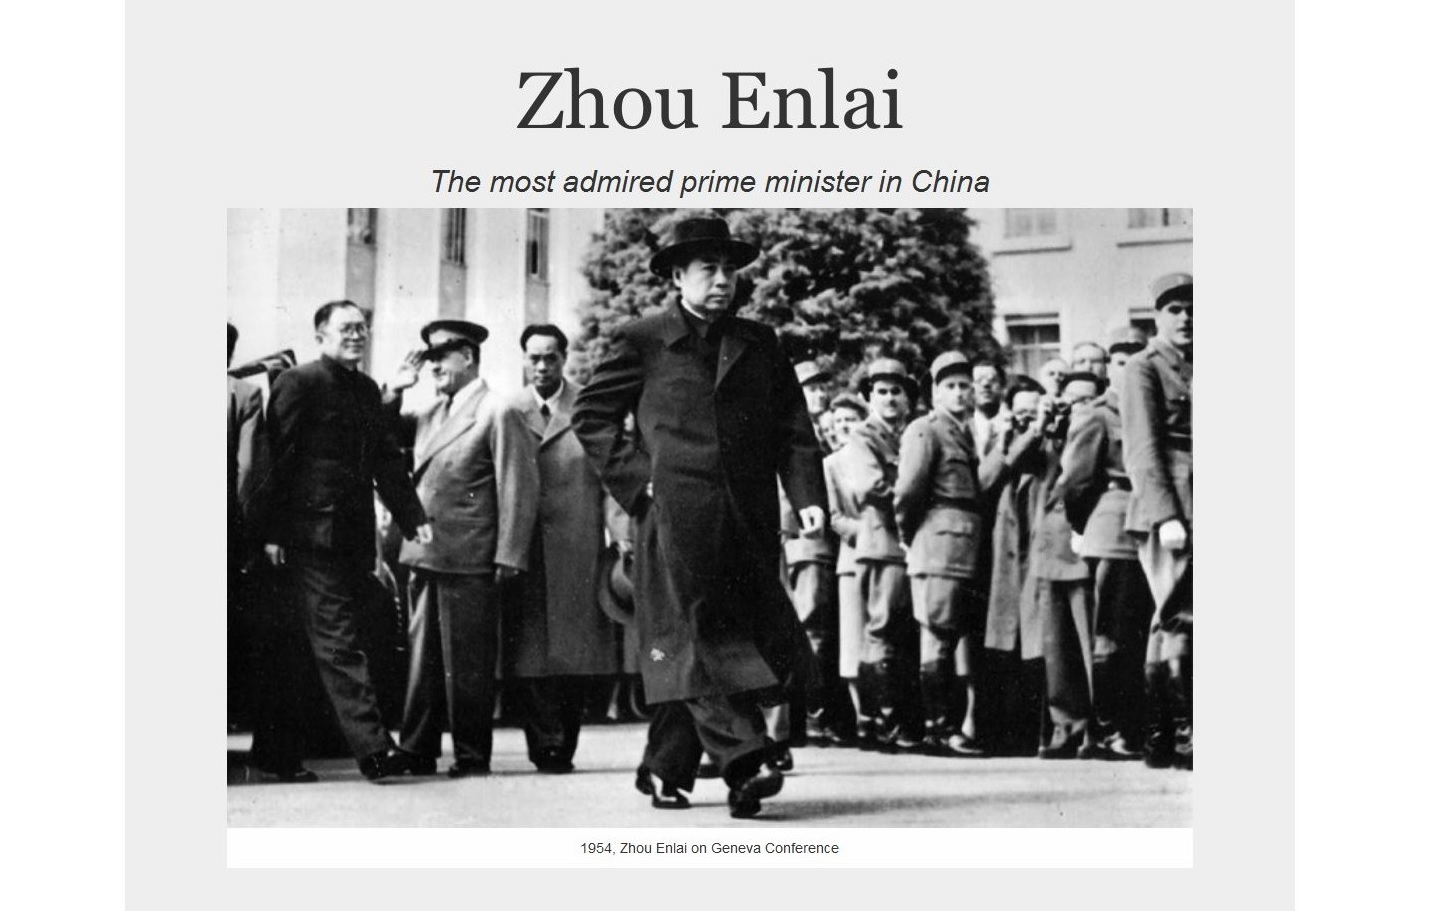 Zhou Enlai
The most admired prime minister in China
1954, Zhou Enlai on Geneva Conference